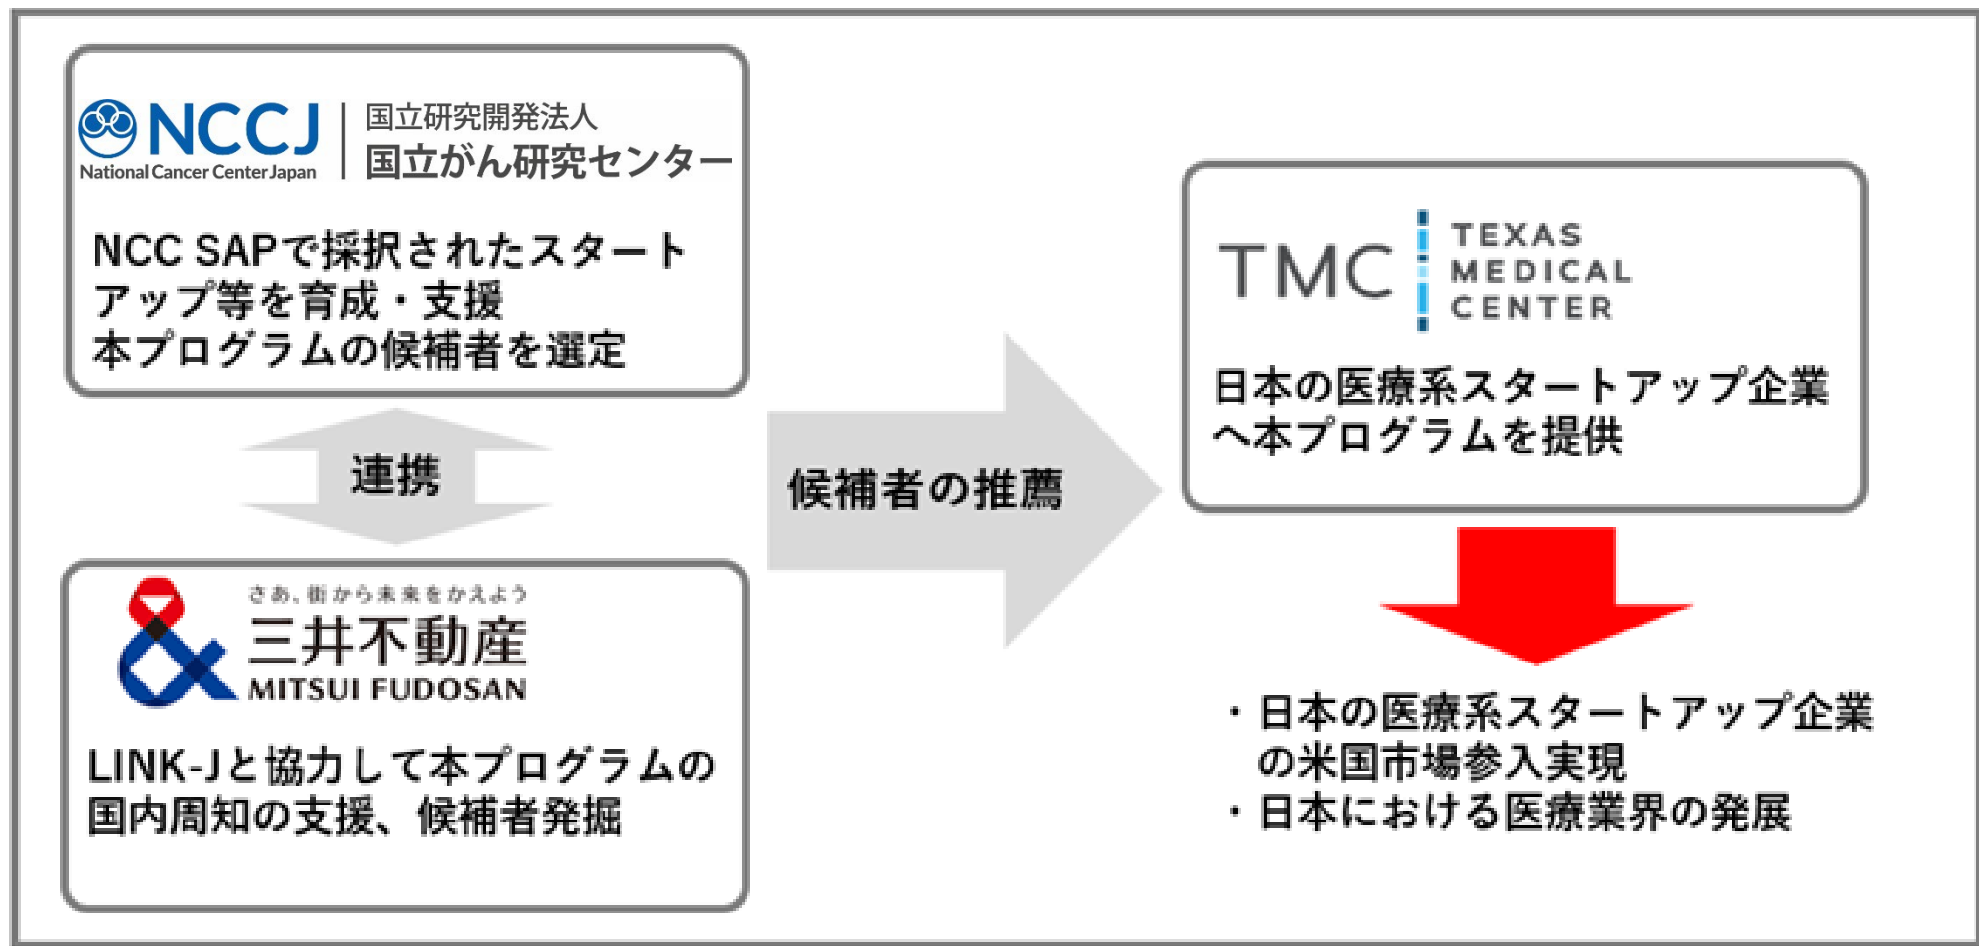 NCCJ
National Cancer Center Japan
国立研究開発法人
国立がん研究センター
NCC SAPで採択されたスタート
アップ等を育成・支援
本プログラムの候補者を選定
連携
さあ、街から未来をかえよう
三井不動産
MITSUI FUDOSAN
LINK-Jと協力して本プログラムの
国内周知の支援、候補者発掘
候補者の推薦
TMC
TEXAS
MEDICAL
CENTER
日本の医療系スタートアップ企業
へ本プログラムを提供
・日本の医療系スタートアップ企業
の米国市場参入実現
・日本における医療業界の発展